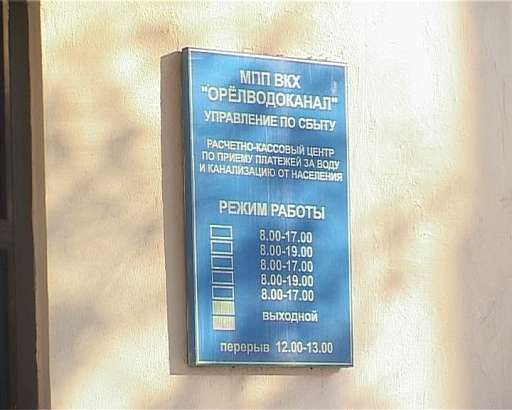 МПП ВКХ
"ОРЁЛВОДОКАНАЛ"
УПРАВЛЕНИЕ ПО СБЫТУ
РАСЧЕТНО-КАССОВЫЙ ЦЕНТР
ПО ПРИЕМУ ПЛАТЕЖЕЙ ЗА ВОДУ
И КАНАЛИЗАЦИЮ ОТ НАСЕЛЕНИЯ
РЕЖИМ РАБОТЫ
8.00-17.00
8.00-19.00
8.00-17.00
8.00-19.00
8.00-17.00
ВЫХОДНОЙ
перерыв 12.00-13.00